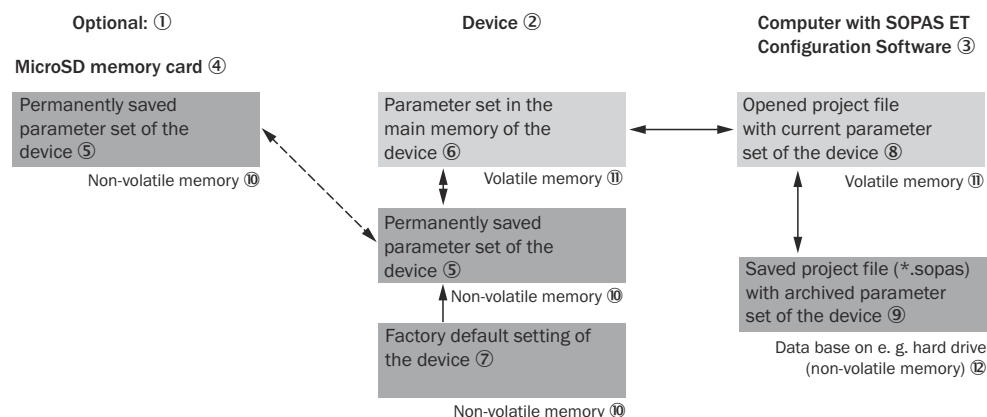 Optional: ①
MicroSD memory card ④
Permanently saved
parameter set of the
device ⑤
Non-volatile memory ⑩
Device ②
Parameter set in the
main memory of the
device ⑥
Volatile memory ⑪
Permanently saved
parameter set of the
device ⑤
Non-volatile memory ⑩
Factory default setting of
the device ⑦
Non-volatile memory ⑩
Computer with SOPAS ET
Configuration Software ③
Opened project file
with current parameter
set of the device ⑧
Volatile memory ⑪
Saved project file (*.sopas)
with archived parameter
set of the device ⑨
Data base on e. g. hard drive
(non-volatile memory) ⑫